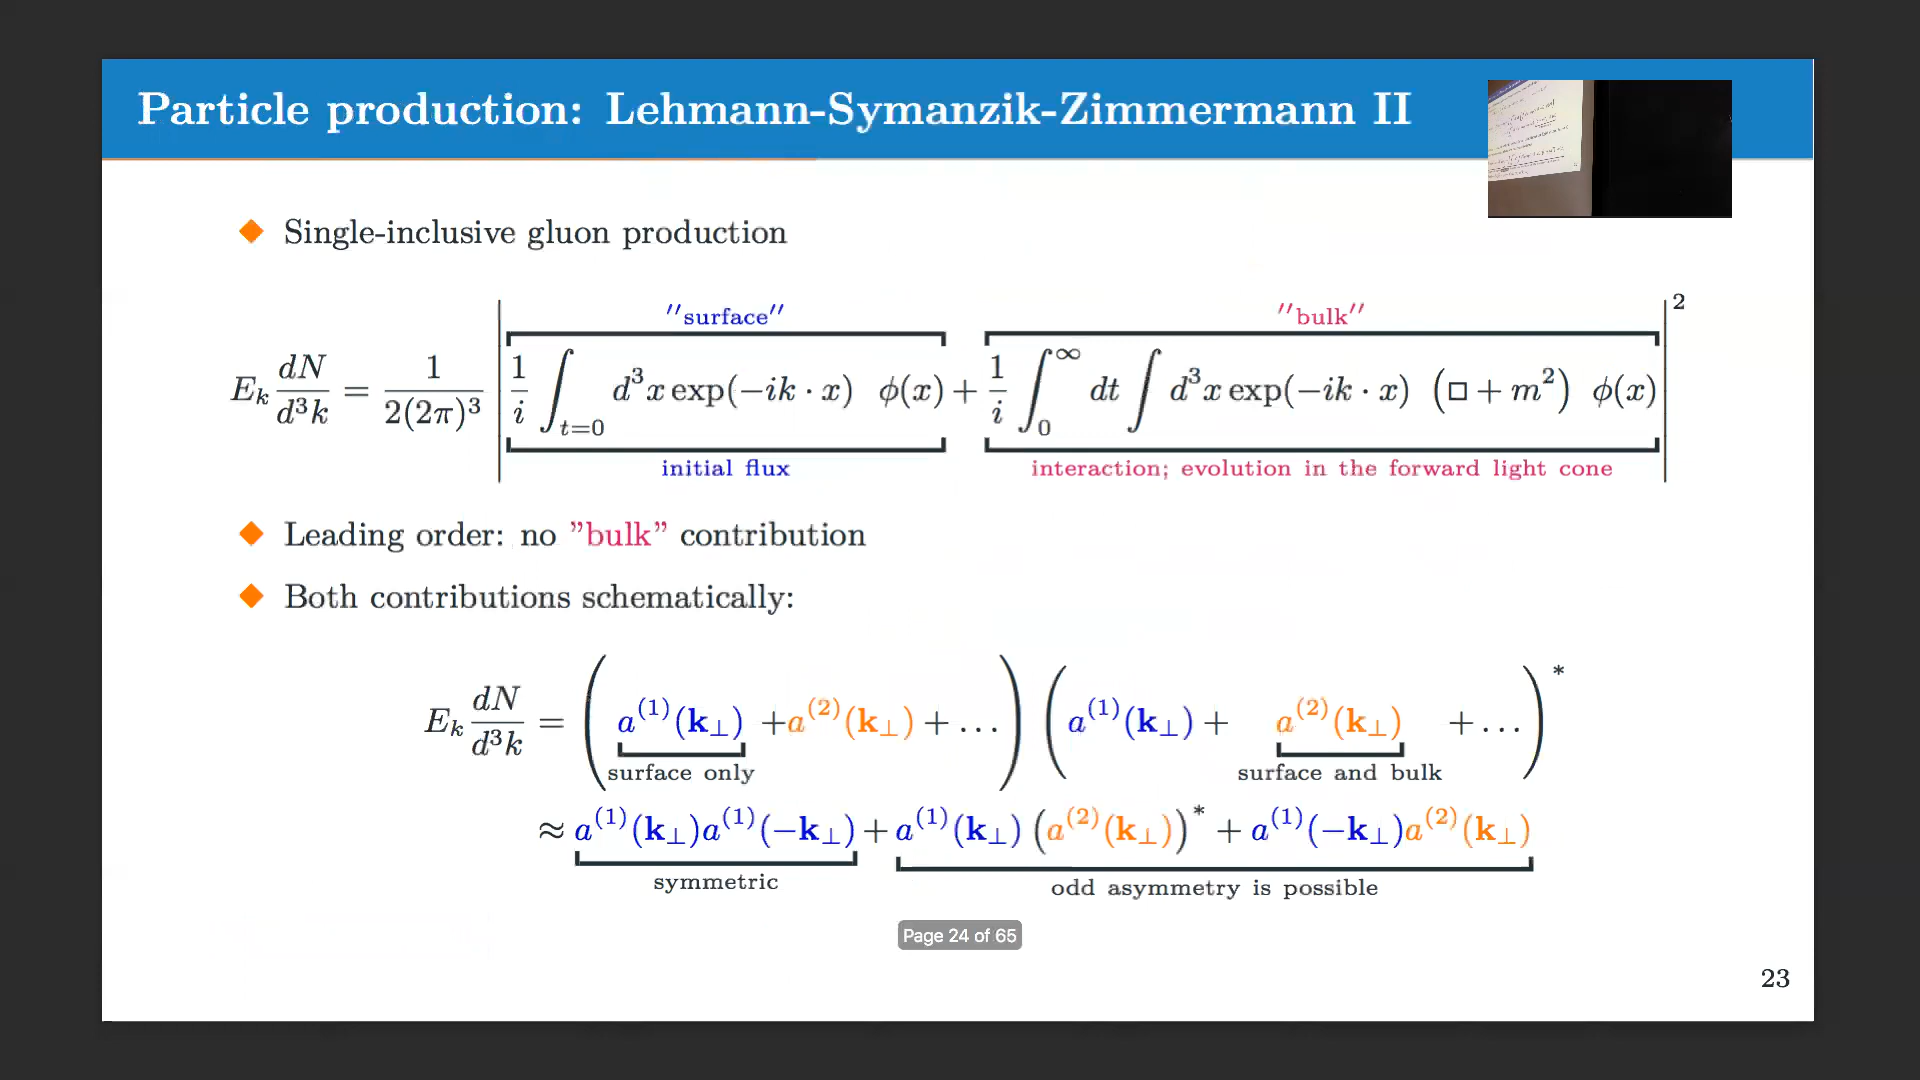 Particle production: Lehmann-Symanzik-Zimmermann II
◆ Single-inclusive gluon production
″surface″ ″bulk″
E_k dN/d³k = 1/(2(2π)³) | (1/i) ∫_{t=0} d³x exp(−ik · x) ϕ(x) + (1/i) ∫_0^∞ dt ∫ d³x exp(−ik · x) (□ + m²) ϕ(x) |²
initial flux interaction; evolution in the forward light cone
◆ Leading order: no ”bulk” contribution
◆ Both contributions schematically:
E_k dN/d³k = ( a^{(1)}(k_⊥) + a^{(2)}(k_⊥) + . . . ) ( a^{(1)}(k_⊥) + a^{(2)}(k_⊥) + . . . )^*
surface only surface and bulk
≈ a^{(1)}(k_⊥)a^{(1)}(−k_⊥) + a^{(1)}(k_⊥) (a^{(2)}(k_⊥))^* + a^{(1)}(−k_⊥)a^{(2)}(k_⊥)
symmetric odd asymmetry is possible
Page 24 of 65
23